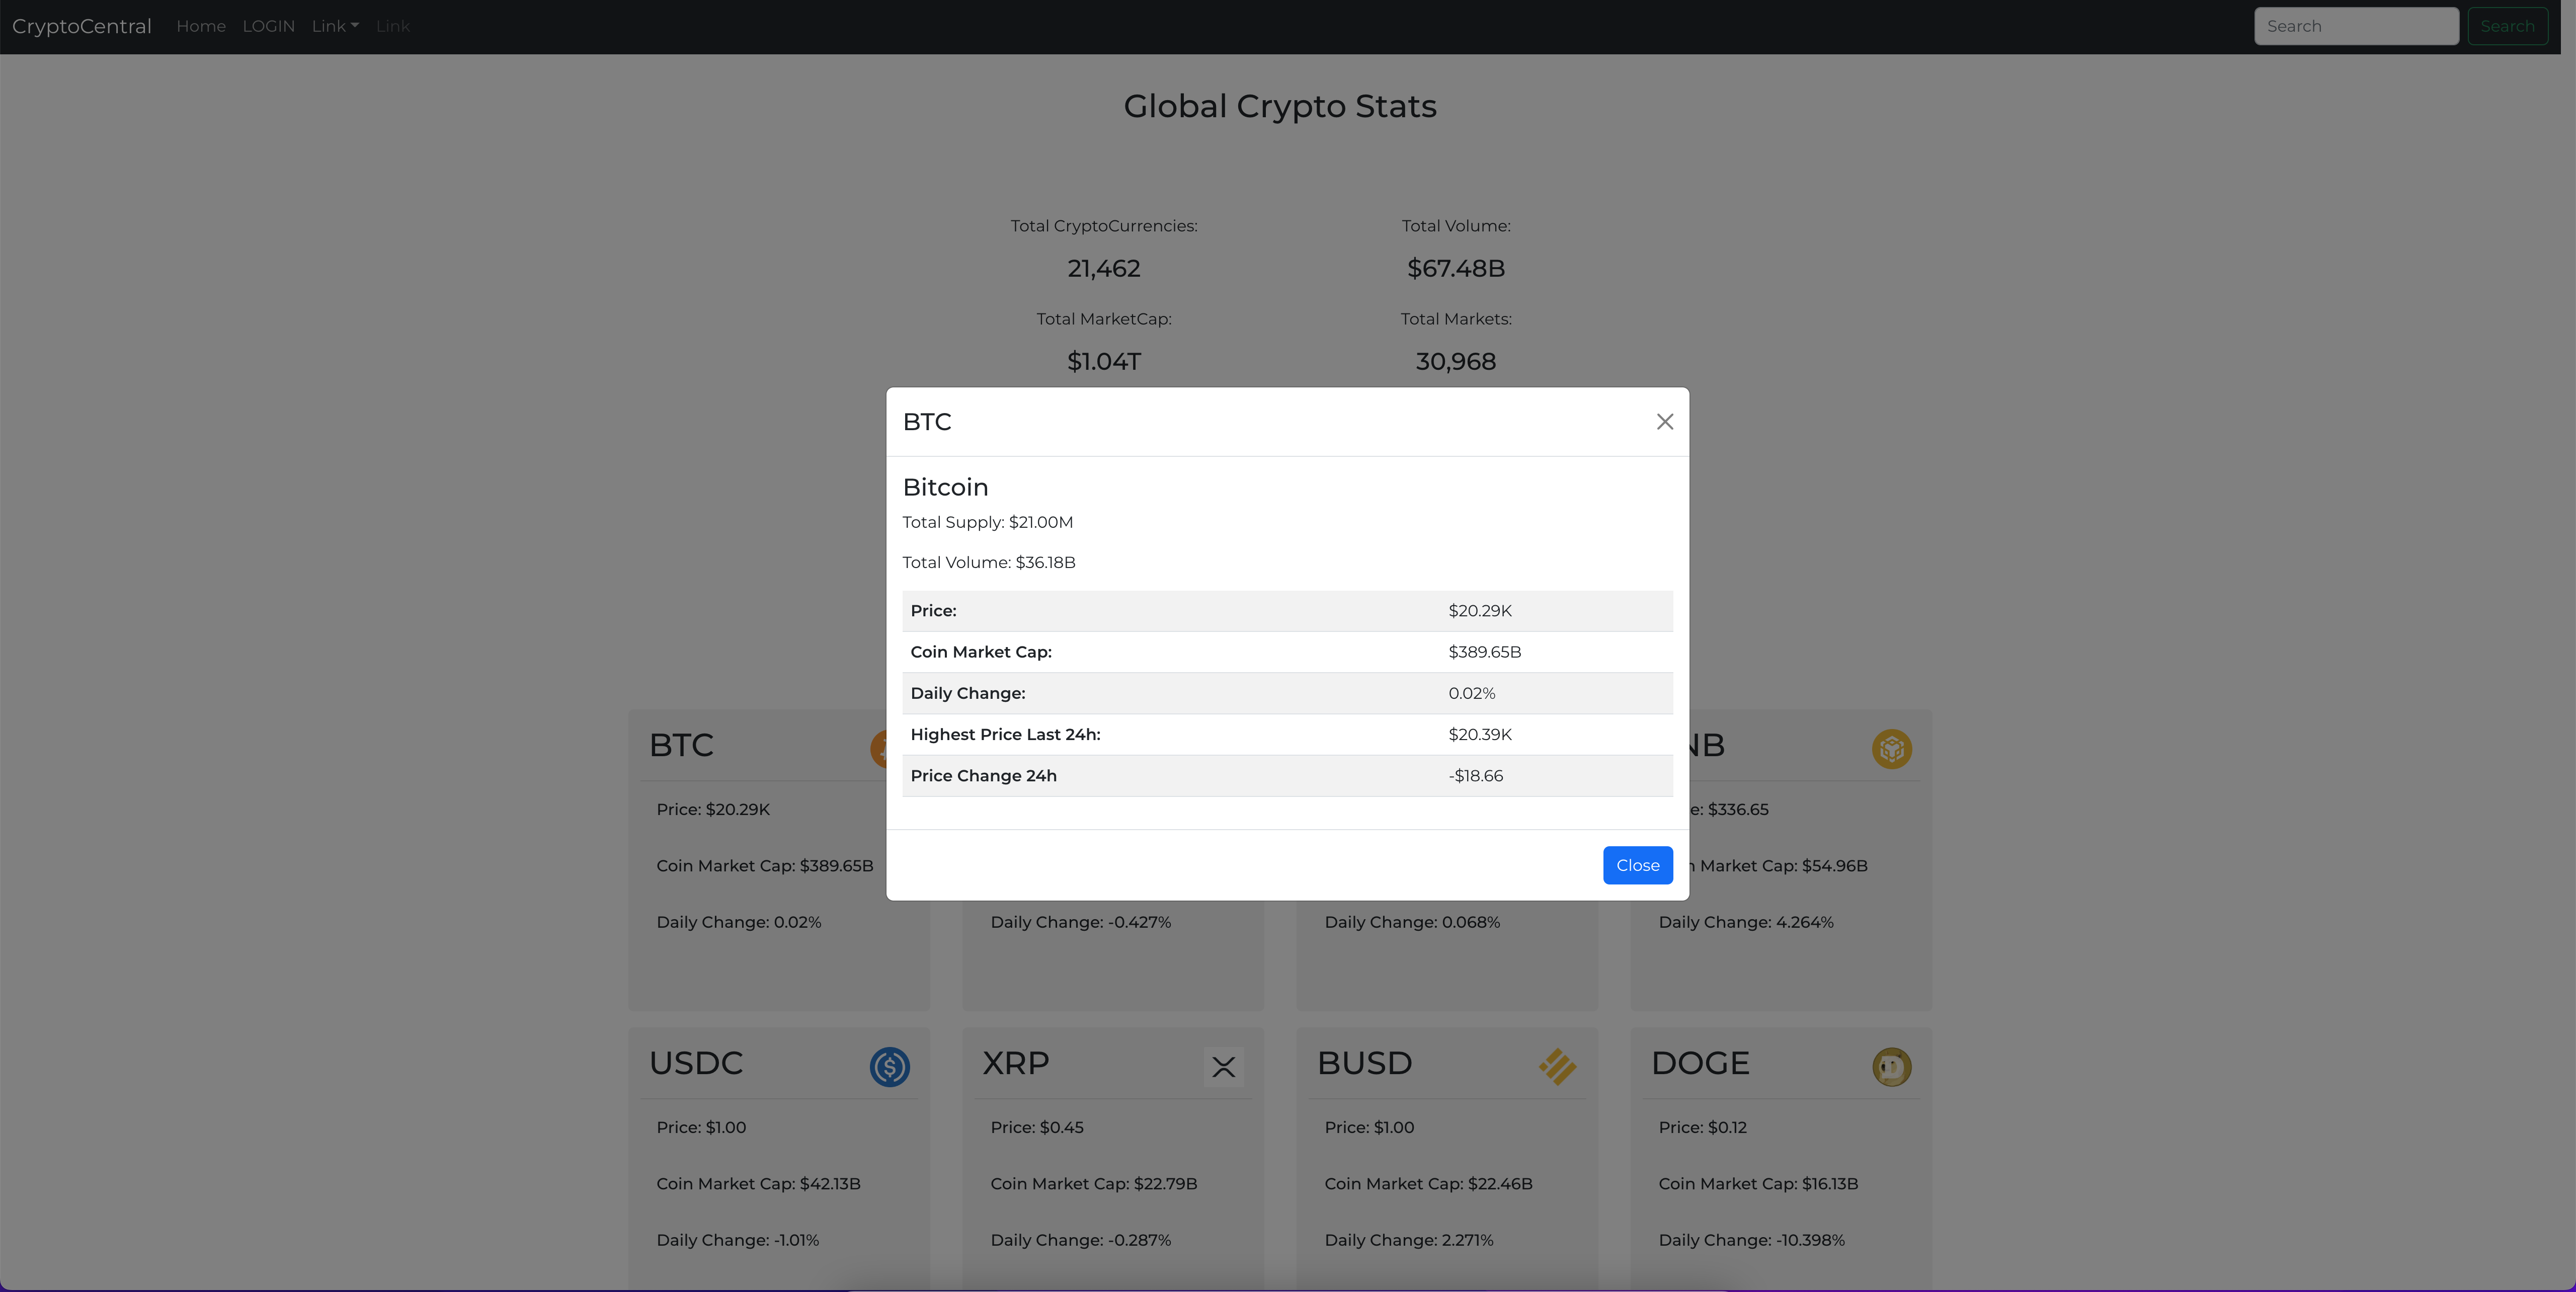 CryptoCentral Home LOGIN Link Link Search Search
Global Crypto Stats
Total CryptoCurrencies: Total Volume:
21,462 $67.48B
Total MarketCap: Total Markets:
$1.04T 30,968
BTC
Bitcoin
Total Supply: $21.00M
Total Volume: $36.18B
Price: $20.29K
Coin Market Cap: $389.65B
Daily Change: 0.02%
Highest Price Last 24h: $20.39K
Price Change 24h -$18.66
Close
BTC NB
Price: $20.29K e: $336.65
Coin Market Cap: $389.65B Market Cap: $54.96B
Daily Change: 0.02% Daily Change: -0.427% Daily Change: 0.068% Daily Change: 4.264%
USDC XRP BUSD DOGE
Price: $1.00 Price: $0.45 Price: $1.00 Price: $0.12
Coin Market Cap: $42.13B Coin Market Cap: $22.79B Coin Market Cap: $22.46B Coin Market Cap: $16.13B
Daily Change: -1.01% Daily Change: -0.287% Daily Change: 2.271% Daily Change: -10.398%